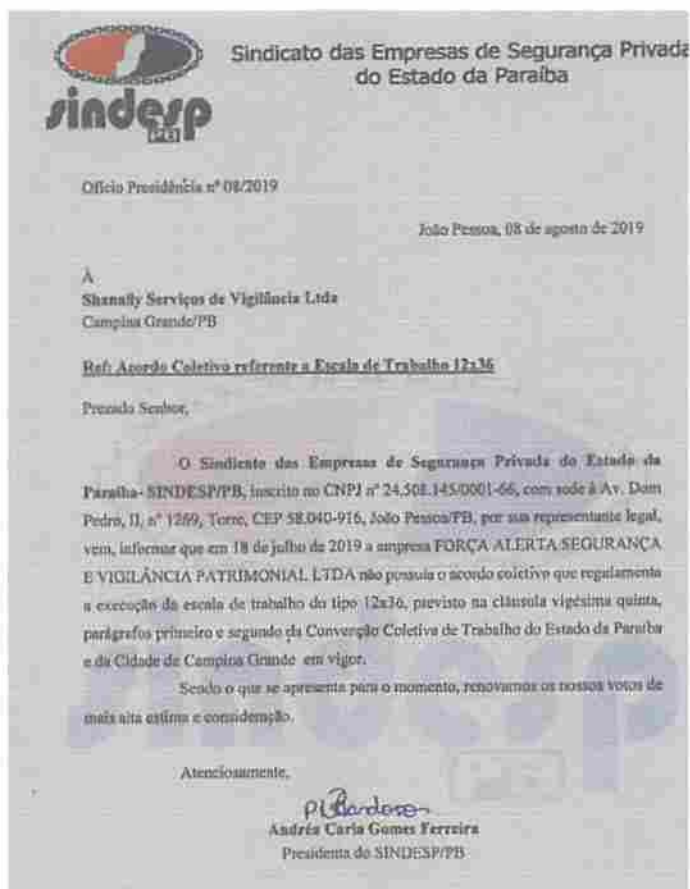 Sindicato das Empresas de Segurança Privada
do Estado da Paraíba
sindesp
PB
Ofício Presidência nº 08/2019
João Pessoa, 08 de agosto de 2019
À
Shanally Serviços de Vigilância Ltda
Campina Grande/PB
Ref: Acordo Coletivo referente a Escala de Trabalho 12x36
Prezado Senhor,
O Sindicato das Empresas de Segurança Privada do Estado da
Paraíba- SINDESP/PB, inscrito no CNPJ nº 24.508.145/0001-66, com sede à Av. Dom
Pedro, II, nº 1269, Torre, CEP 58.040-916, João Pessoa/PB, por sua representante legal,
vem, informar que em 18 de julho de 2019 a empresa FORÇA ALERTA SEGURANÇA
E VIGILÂNCIA PATRIMONIAL LTDA não possuía o acordo coletivo que regulamenta
a execução da escala de trabalho do tipo 12x36, previsto na cláusula vigésima quinta,
parágrafos primeiro e segundo da Convenção Coletiva de Trabalho do Estado da Paraíba
e da Cidade de Campina Grande em vigor.
Sendo o que se apresenta para o momento, renovamos os nossos votos de
mais alta estima e consideração.
Atenciosamente,
Andréa Carla Gomes Ferreira
Presidenta do SINDESP/PB
sindesp
PB